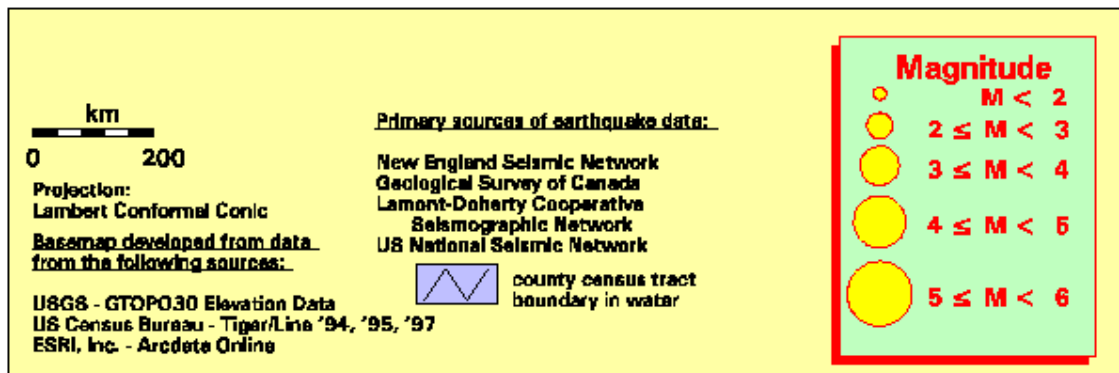 km
0 200
Projection:
Lambert Conformal Conic
Basemap developed from data
from the following sources:
USGS - GTOPO30 Elevation Data
US Census Bureau - Tiger/Line '94, '95, '97
ESRI, Inc. - Arcdata Online
Primary sources of earthquake data:
New England Seismic Network
Geological Survey of Canada
Lamont-Doherty Cooperative
Seismographic Network
US National Seismic Network
county census tract
boundary in water
Magnitude
M < 2
2 ≤ M < 3
3 ≤ M < 4
4 ≤ M < 5
5 ≤ M < 6